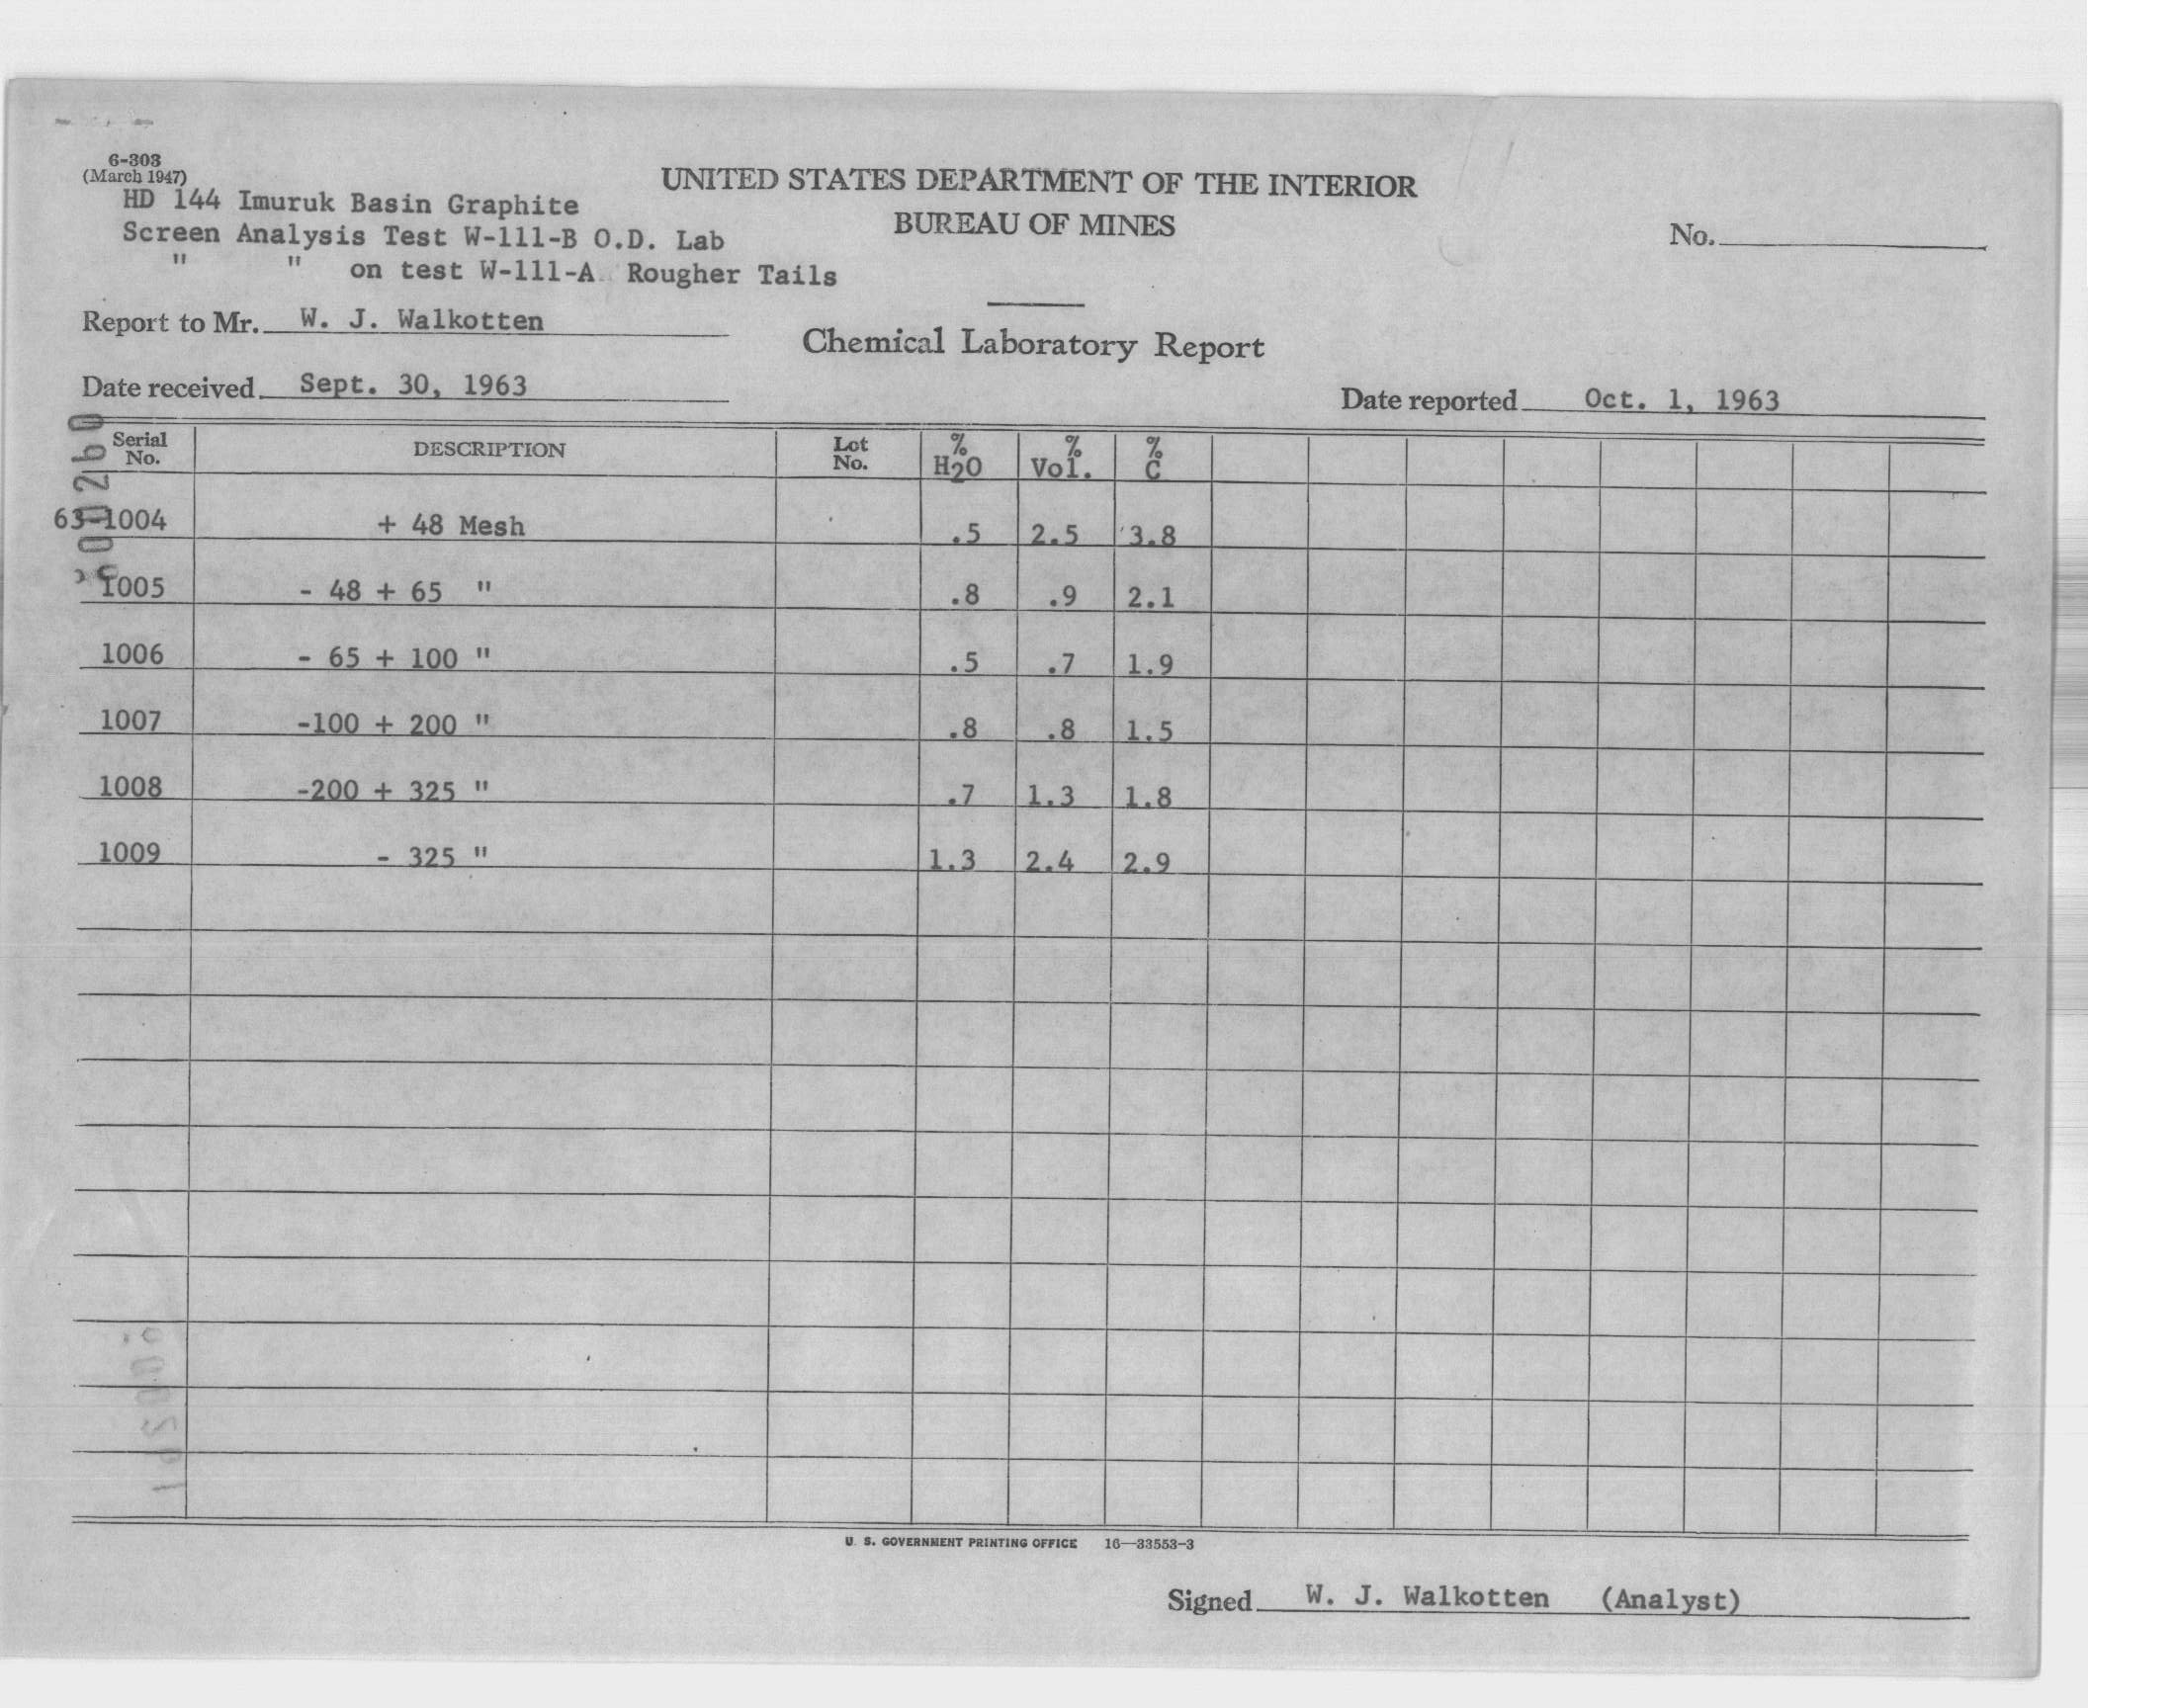 6-303
(March 1947)
HD 144 Imuruk Basin Graphite
Screen Analysis Test W-111-B O.D. Lab
" " on test W-111-A Rougher Tails
UNITED STATES DEPARTMENT OF THE INTERIOR
BUREAU OF MINES
No.
Report to Mr. W. J. Walkotten
Chemical Laboratory Report
Date received Sept. 30, 1963
Date reported Oct. 1, 1963
Serial No. DESCRIPTION Lot No. % H2O % Vol. % C
63-1004 + 48 Mesh .5 2.5 3.8
1005 - 48 + 65 " .8 .9 2.1
1006 - 65 + 100 " .5 .7 1.9
1007 -100 + 200 " .8 .8 1.5
1008 -200 + 325 " .7 1.3 1.8
1009 - 325 " 1.3 2.4 2.9
U. S. GOVERNMENT PRINTING OFFICE 16—33553-3
Signed W. J. Walkotten (Analyst)